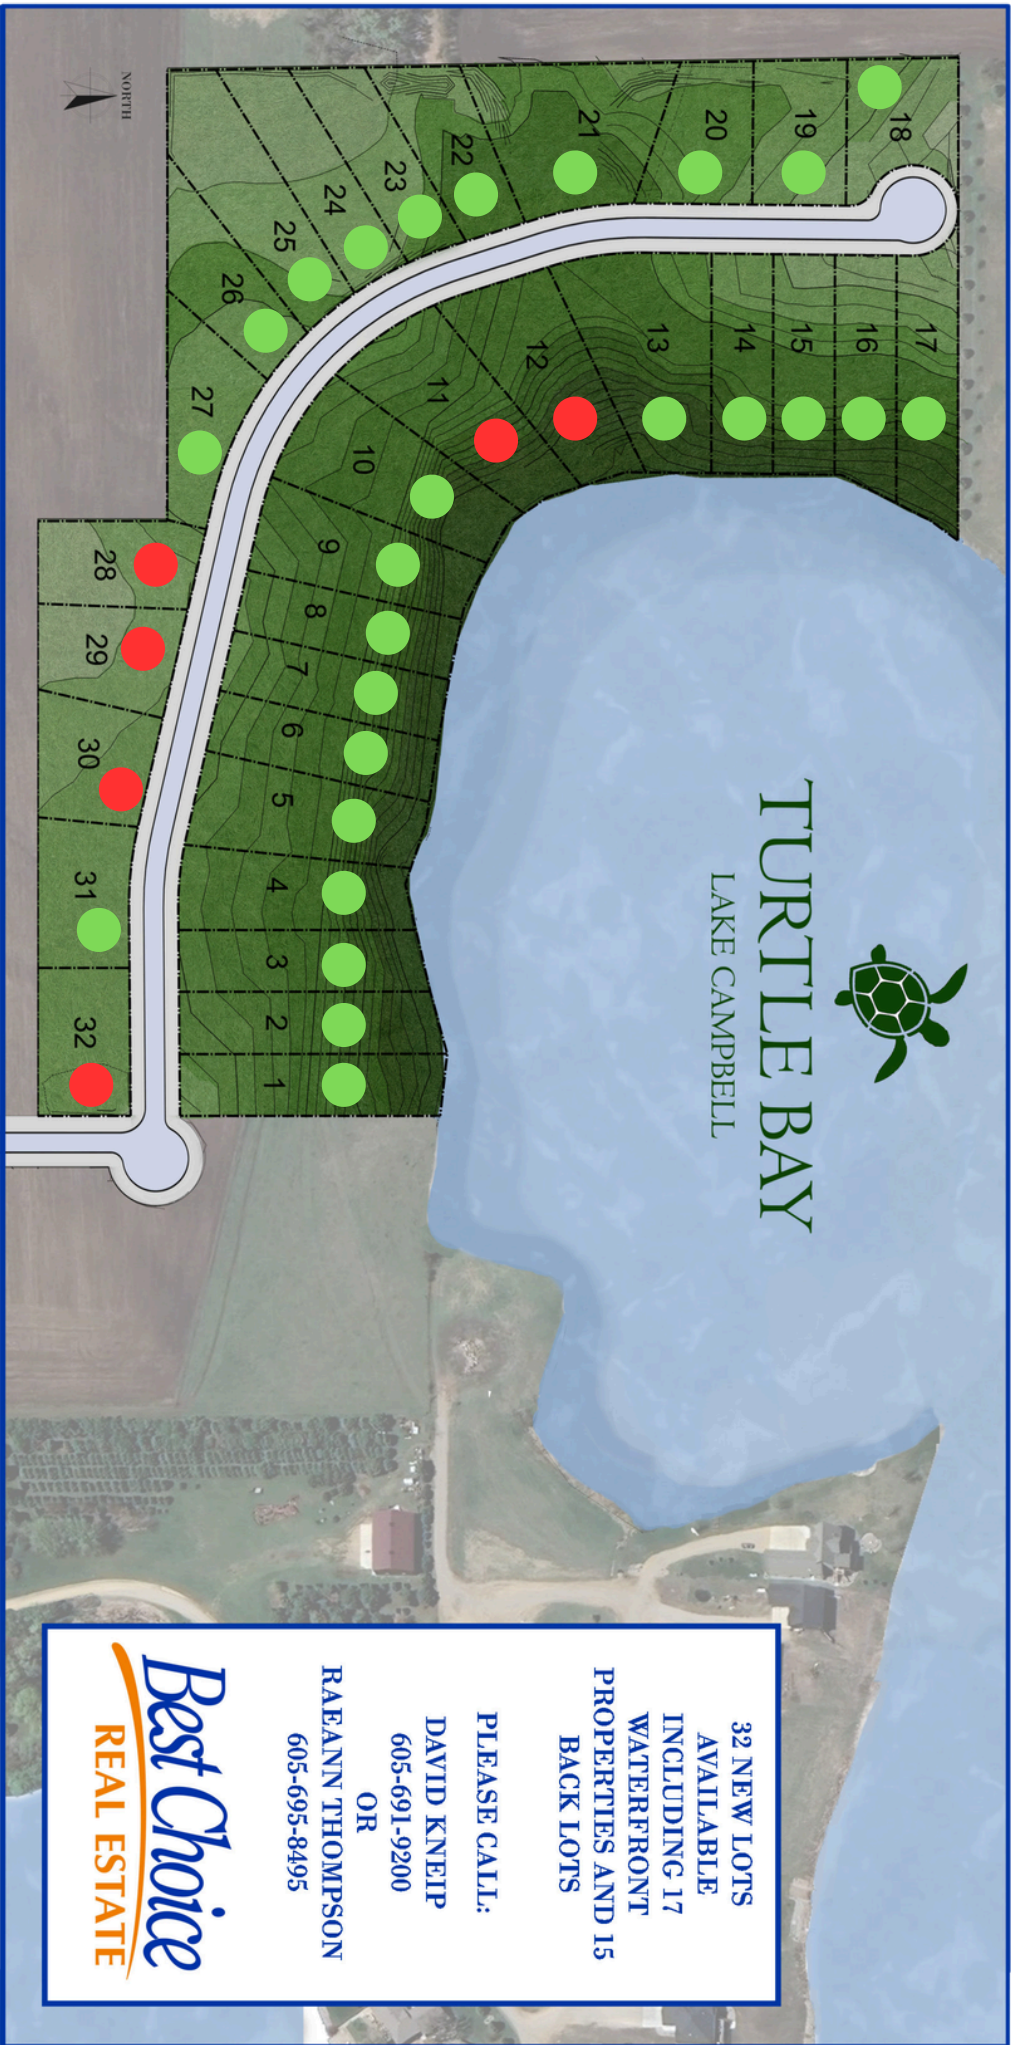 NORTH
18
19
20
21
22
23
24
25
26
27
28
29
30
31
32
17
16
15
14
13
12
11
10
9
8
7
6
5
4
3
2
1
TURTLE BAY
LAKE CAMPBELL
32 NEW LOTS
AVAILABLE
INCLUDING 17
WATERFRONT
PROPERTIES AND 15
BACK LOTS
PLEASE CALL:
DAVID KNEIP
605-691-9200
OR
RAEANN THOMPSON
605-695-8495
Best Choice
REAL ESTATE